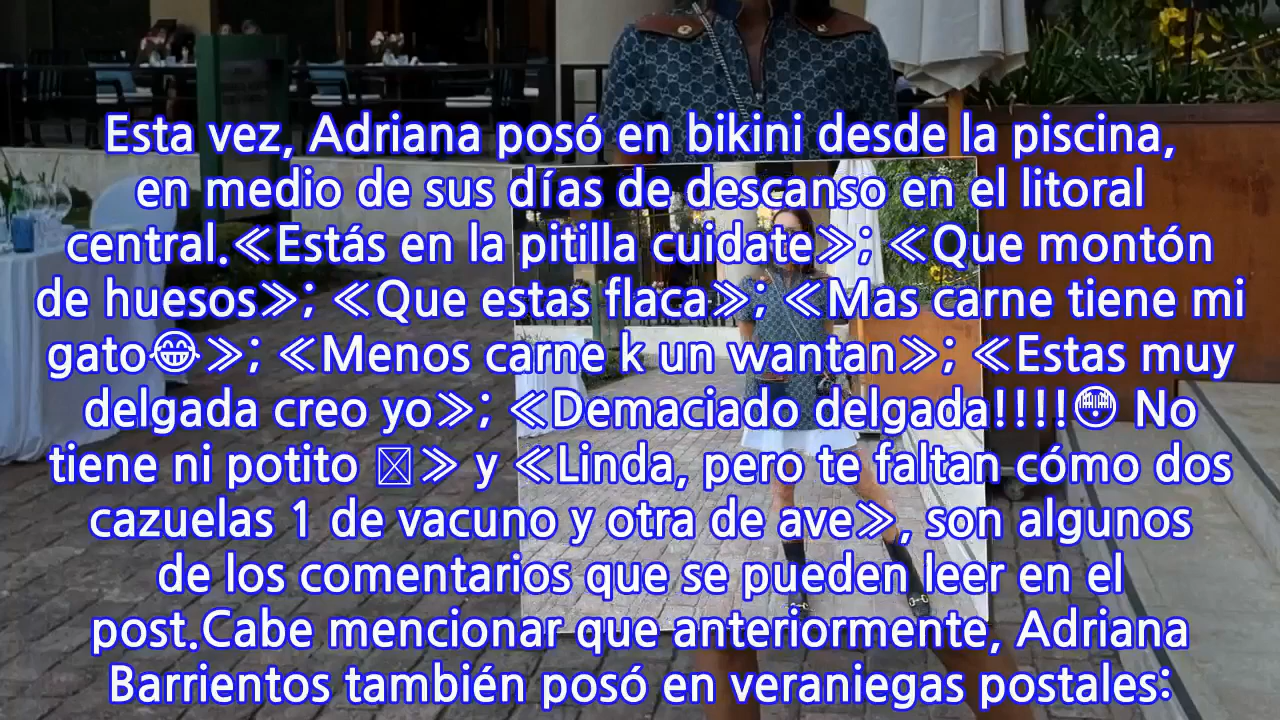 Esta vez, Adriana posó en bikini desde la piscina,
en medio de sus días de descanso en el litoral
central.≪Estás en la pitilla cuidate≫; ≪Que montón
de huesos≫; ≪Que estas flaca≫; ≪Mas carne tiene mi
gato😂≫; ≪Menos carne k un wantan≫; ≪Estas muy
delgada creo yo≫; ≪Demaciado delgada!!!!😳 No
tiene ni potito ≫ y ≪Linda, pero te faltan cómo dos
cazuelas 1 de vacuno y otra de ave≫, son algunos
de los comentarios que se pueden leer en el
post.Cabe mencionar que anteriormente, Adriana
Barrientos también posó en veraniegas postales: